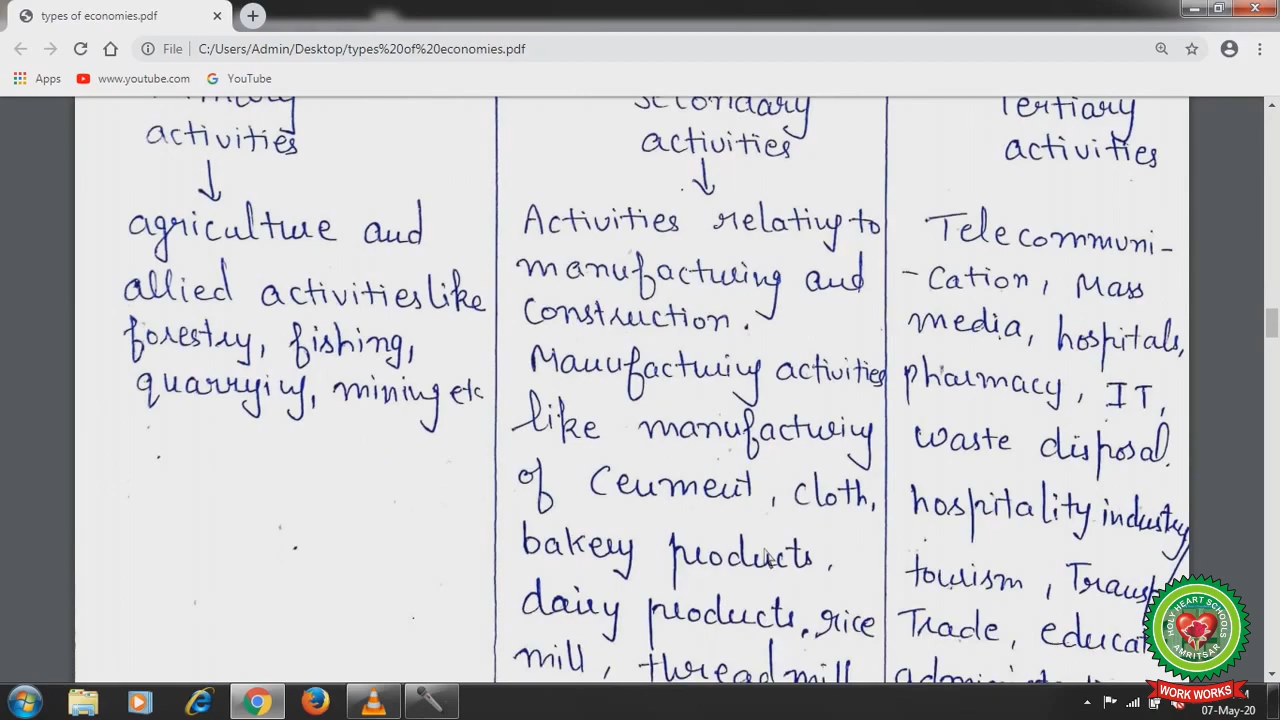 types of economies.pdf
File
C:/Users/Admin/Desktop/types%20of%20economies.pdf
Apps
www.youtube.com
YouTube
activities
agriculture and
allied activities like
forestry, fishing,
quarrying, mining etc
secondary
activities
Activities relating to
manufacturing and
construction.
Manufacturing activities
like manufacturing
of Ceument, cloth,
bakery products,
dairy products, rice
mill, thread mill
Tertiary
activities
Telecommuni-
-cation, Mass
media, hospitals,
pharmacy, IT,
waste disposal.
hospitality industry
tourism,
Trade,
HOLY HEART SCHOOLS
AMRITSAR
WORK WORKS
07-May-20